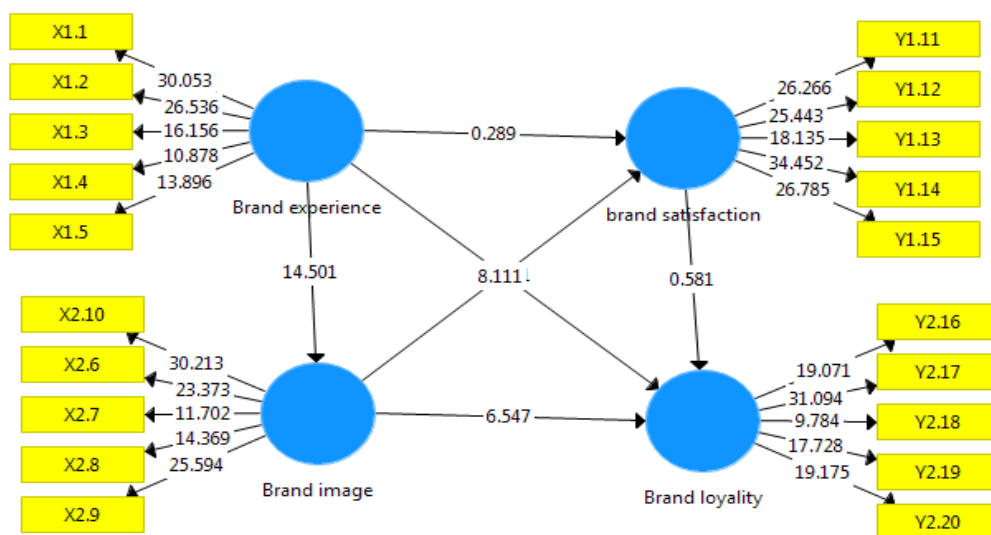 X1.1
X1.2
X1.3
X1.4
X1.5
30.053
26.536
16.156
10.878
13.896
Brand experience
0.289
26.266
25.443
18.135
34.452
26.785
brand satisfaction
Y1.11
Y1.12
Y1.13
Y1.14
Y1.15
14.501
8.111
0.581
X2.10
X2.6
X2.7
X2.8
X2.9
30.213
23.373
11.702
14.369
25.594
Brand image
6.547
19.071
31.094
9.784
17.728
19.175
Brand loyality
Y2.16
Y2.17
Y2.18
Y2.19
Y2.20